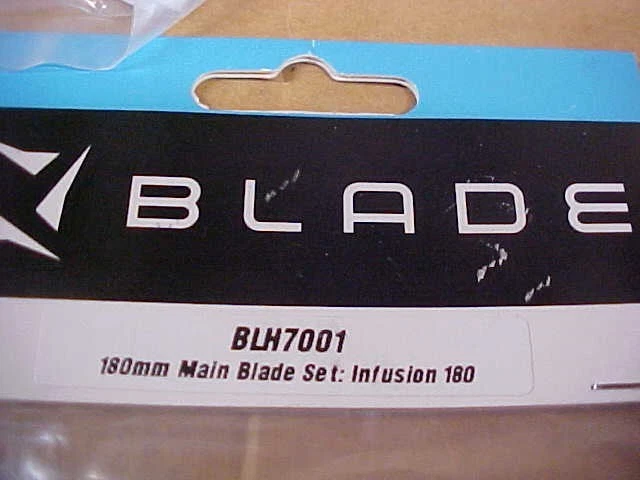 BLADE
BLH7001
180mm Main Blade Set: Infusion 180